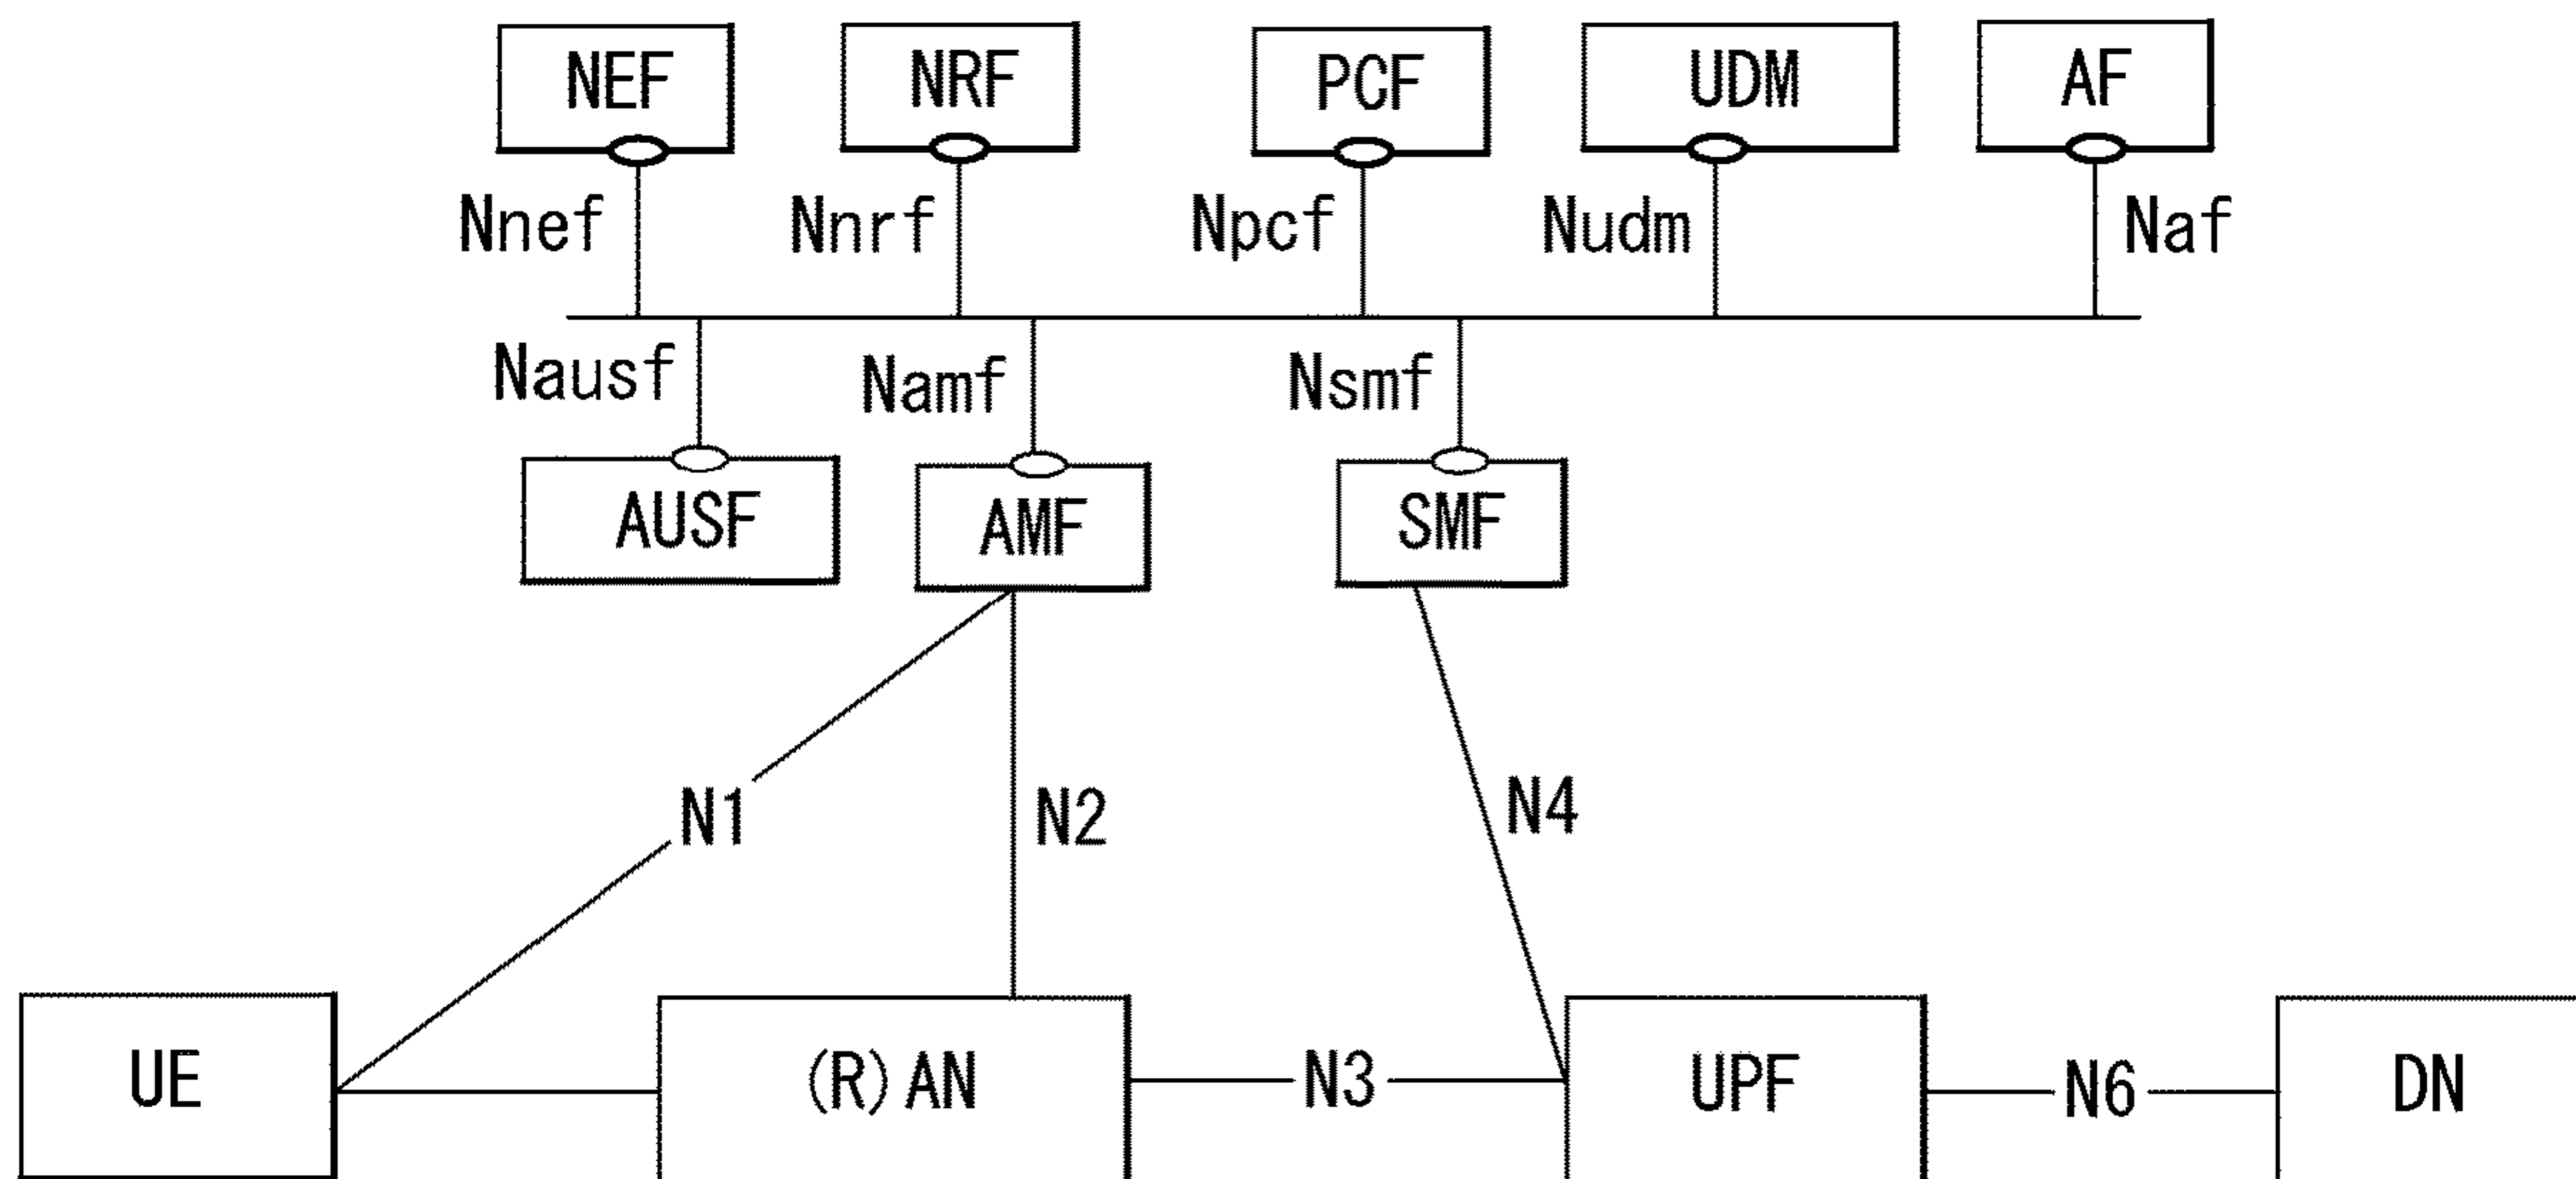 NEF NRF PCF UDM AF
Nnef Nnrf Npcf Nudm Naf
Nausf Namf Nsmf
AUSF AMF SMF
N1 N2 N4
UE (R)AN N3 UPF N6 DN